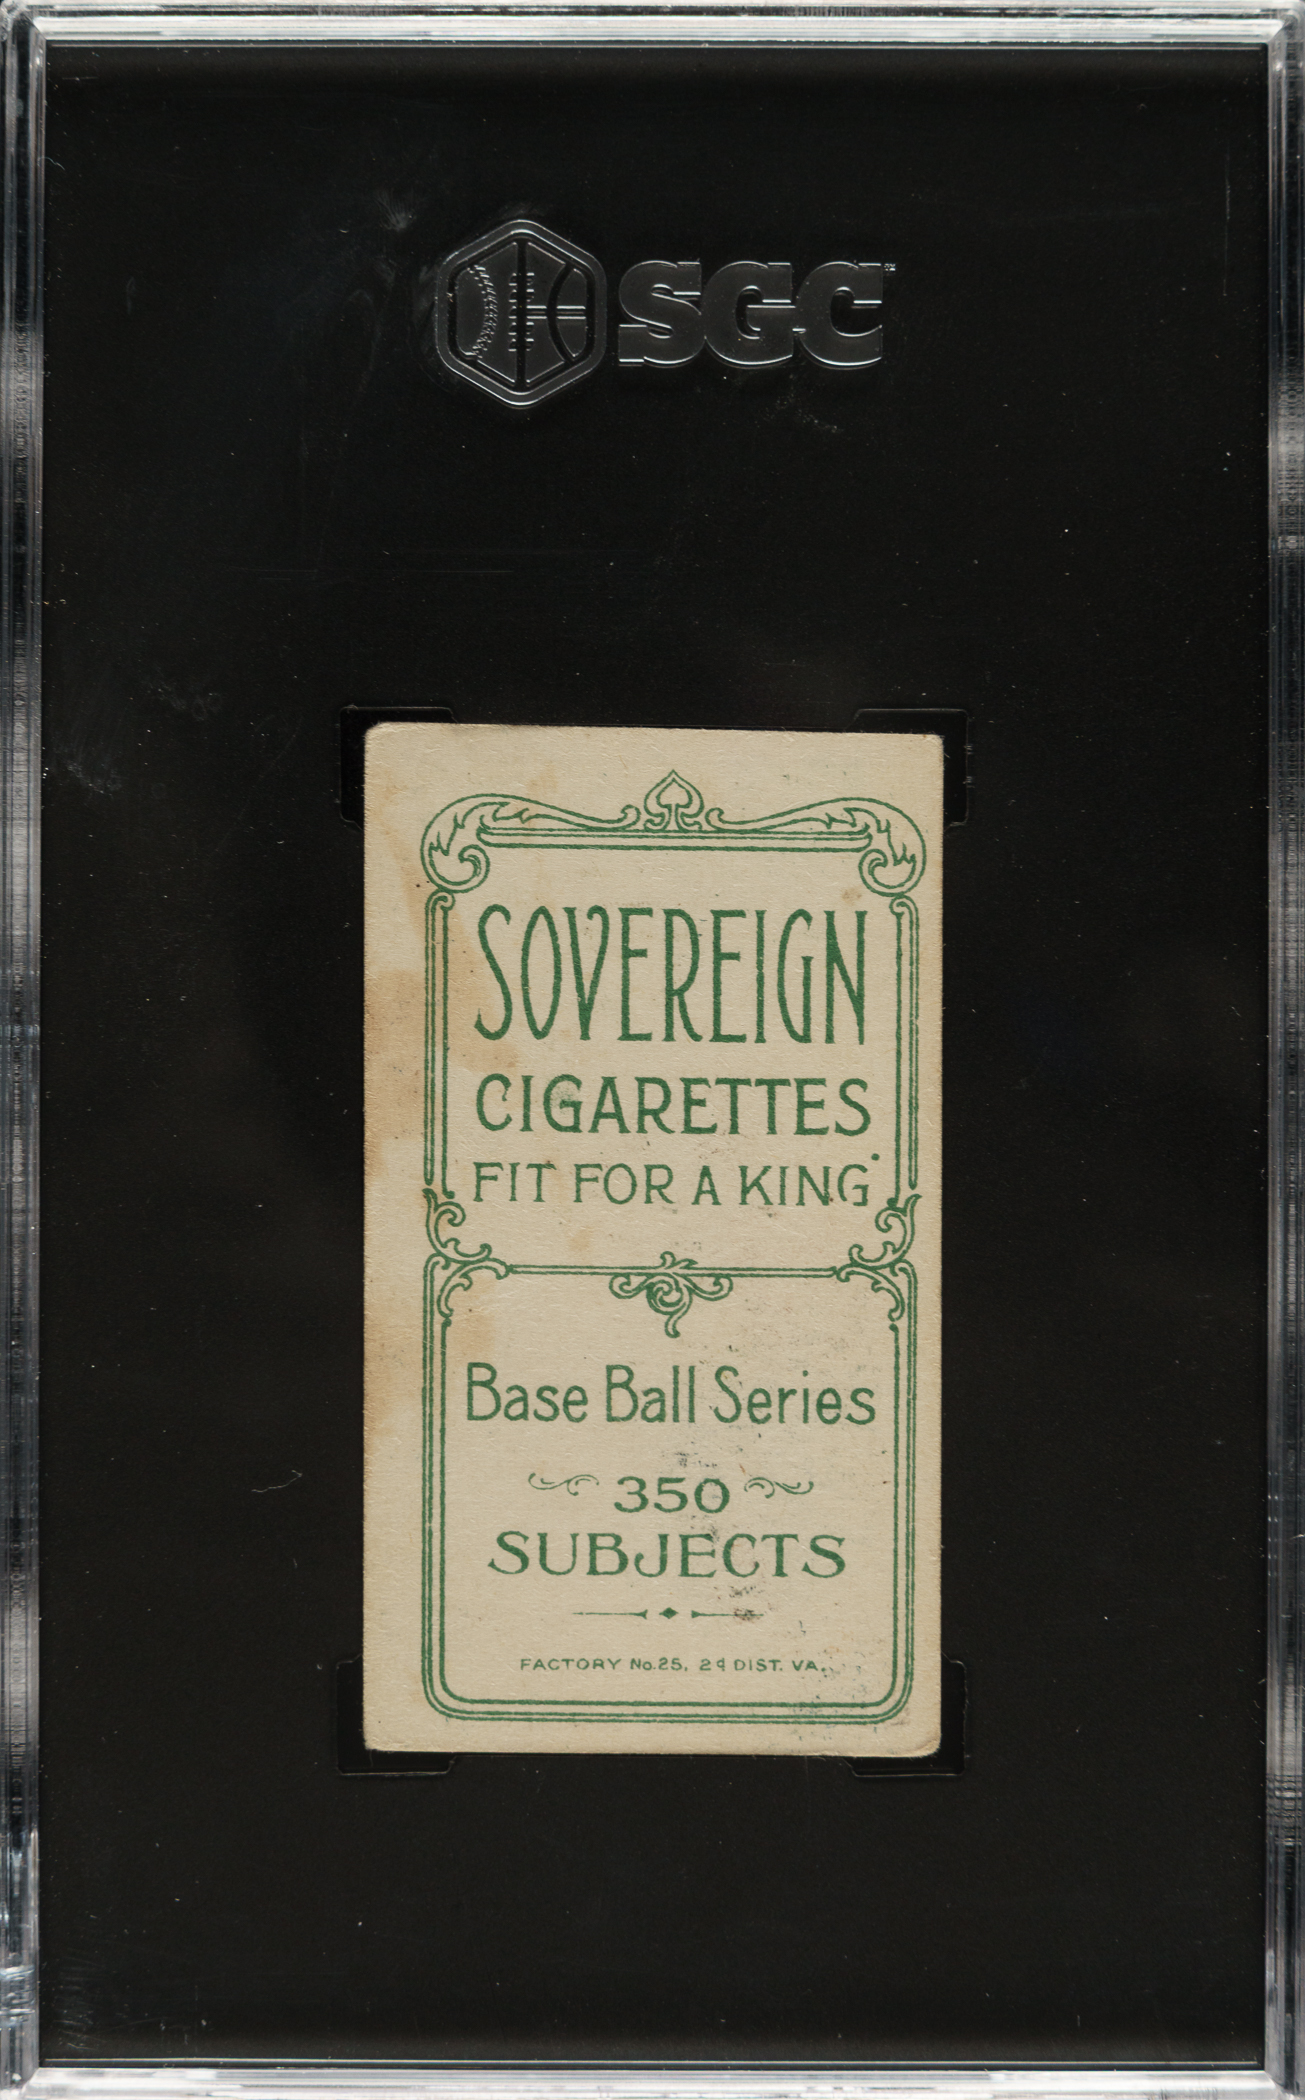 SGC
SOVEREIGN
CIGARETTES
FIT FOR A KING
Base Ball Series
350
SUBJECTS
FACTORY No.25, 2d DIST. VA.